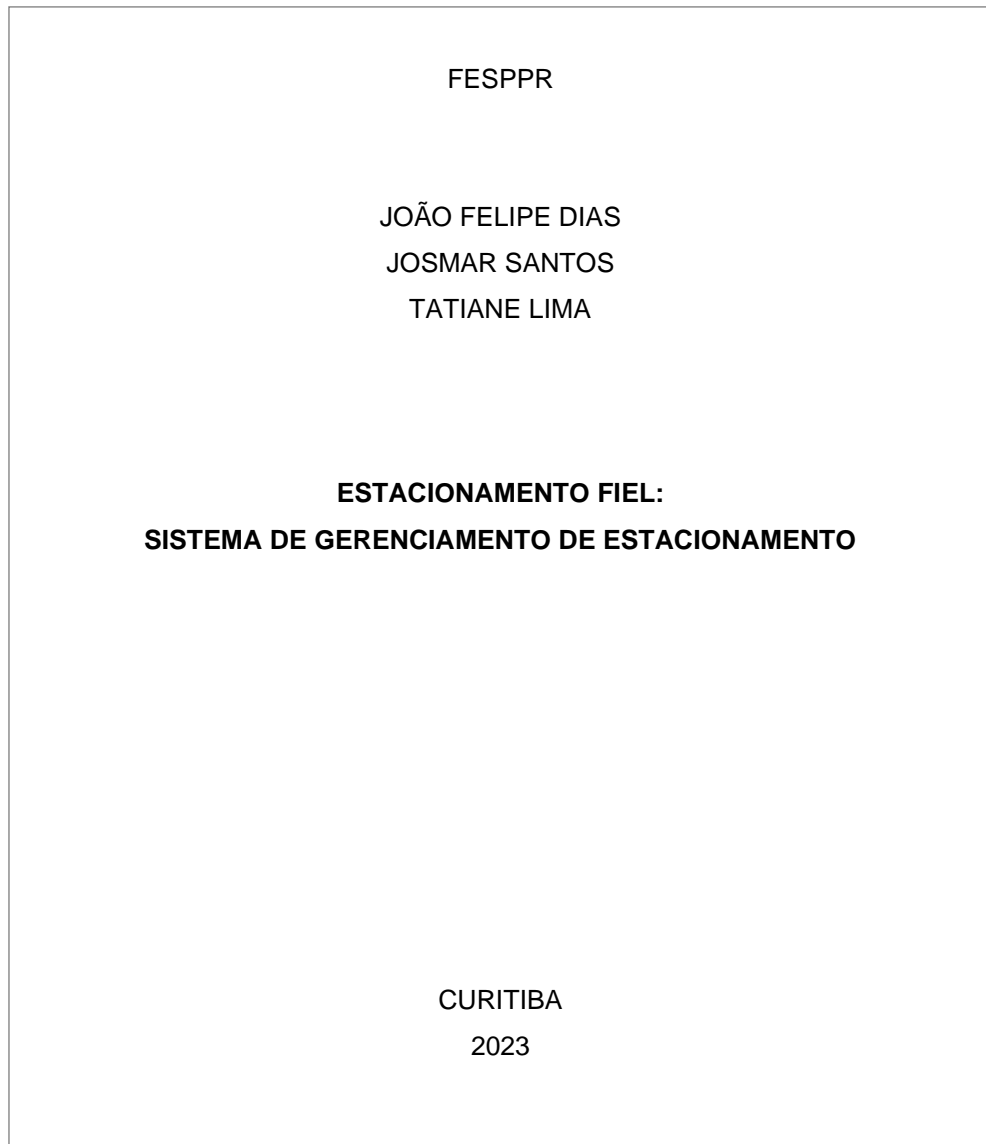 FESPPR
JOÃO FELIPE DIAS
JOSMAR SANTOS
TATIANE LIMA
ESTACIONAMENTO FIEL:
SISTEMA DE GERENCIAMENTO DE ESTACIONAMENTO
CURITIBA
2023